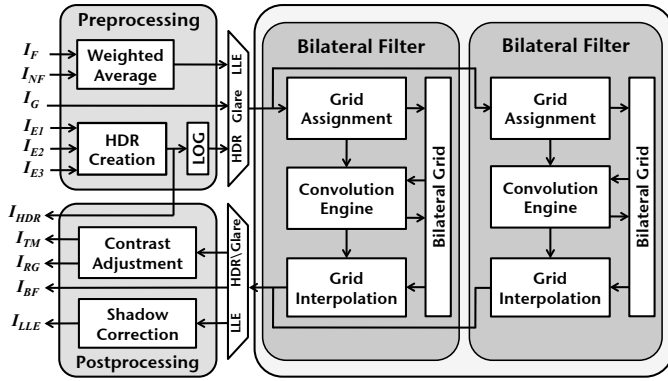 Preprocessing
I_F
I_NF
Weighted
Average
I_G
I_E1
I_E2
I_E3
HDR
Creation
LOG
LLE
Glare
HDR
Bilateral Filter
Grid
Assignment
Convolution
Engine
Grid
Interpolation
Bilateral Grid
Bilateral Filter
Grid
Assignment
Convolution
Engine
Grid
Interpolation
Bilateral Grid
I_HDR
I_TM
I_RG
Contrast
Adjustment
HDR\Glare
I_BF
I_LLE
Shadow
Correction
LLE
Postprocessing